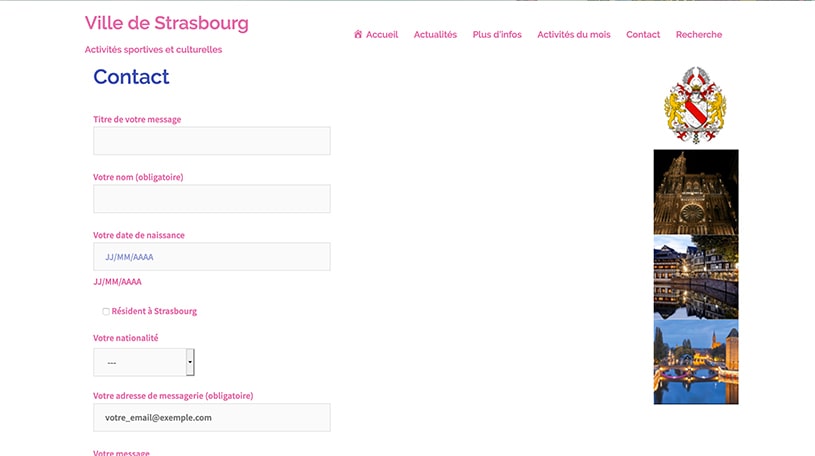 Ville de Strasbourg
Activités sportives et culturelles
Accueil Actualités Plus d'infos Activités du mois Contact Recherche
Contact
Titre de votre message
Votre nom (obligatoire)
Votre date de naissance
JJ/MM/AAAA
JJ/MM/AAAA
Résident à Strasbourg
Votre nationalité
---
Votre adresse de messagerie (obligatoire)
votre_email@exemple.com
Votre message